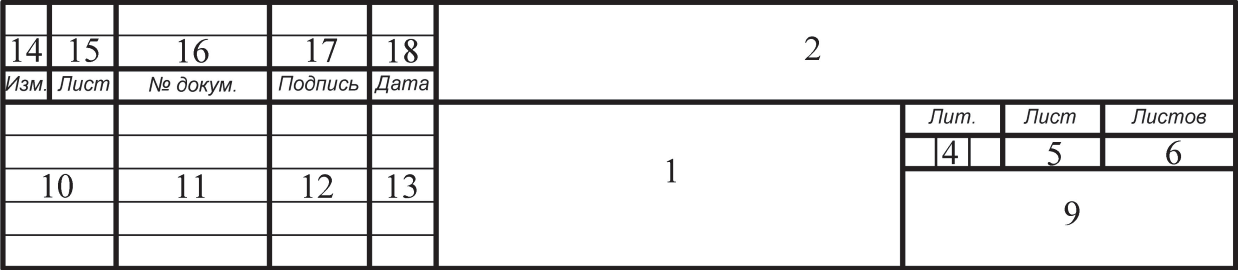 14 15 16 17 18 2
Изм. Лист № докум. Подпись Дата
Лит. Лист Листов
4 5 6
1
10 11 12 13
9